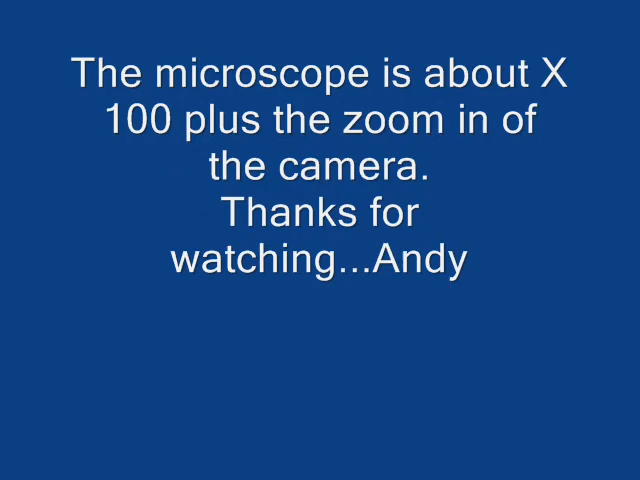 The microscope is about X
100 plus the zoom in of
the camera.
Thanks for
watching...Andy